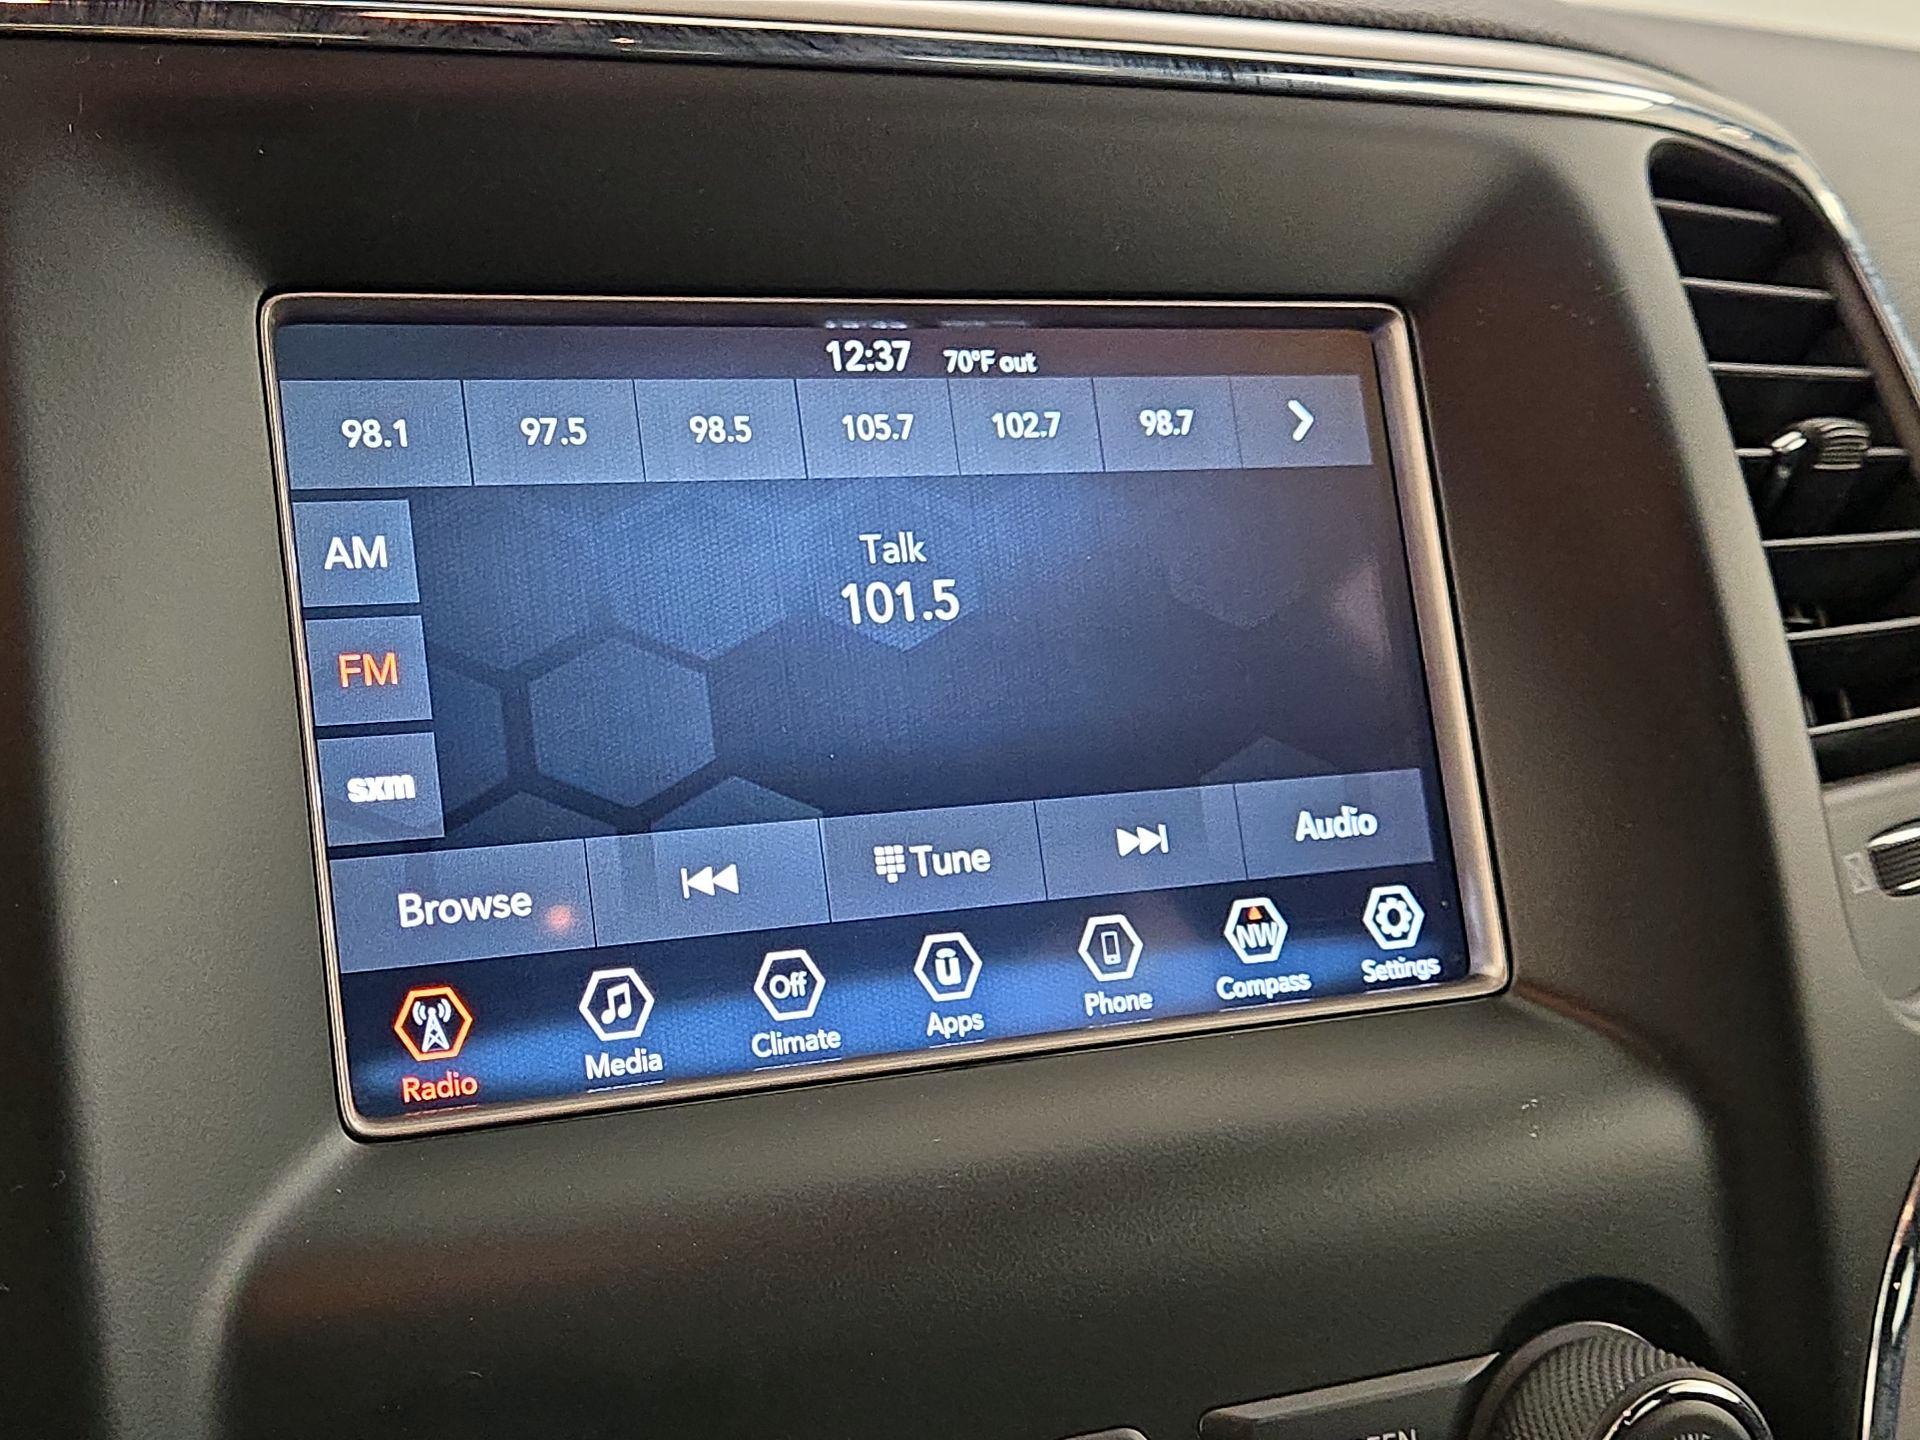 12:37 70°F out
98.1 97.5 98.5 105.7 102.7 98.7
AM
Talk
101.5
FM
sxm
Browse Tune Audio
Off NW
Radio Media Climate Apps Phone Compass Settings